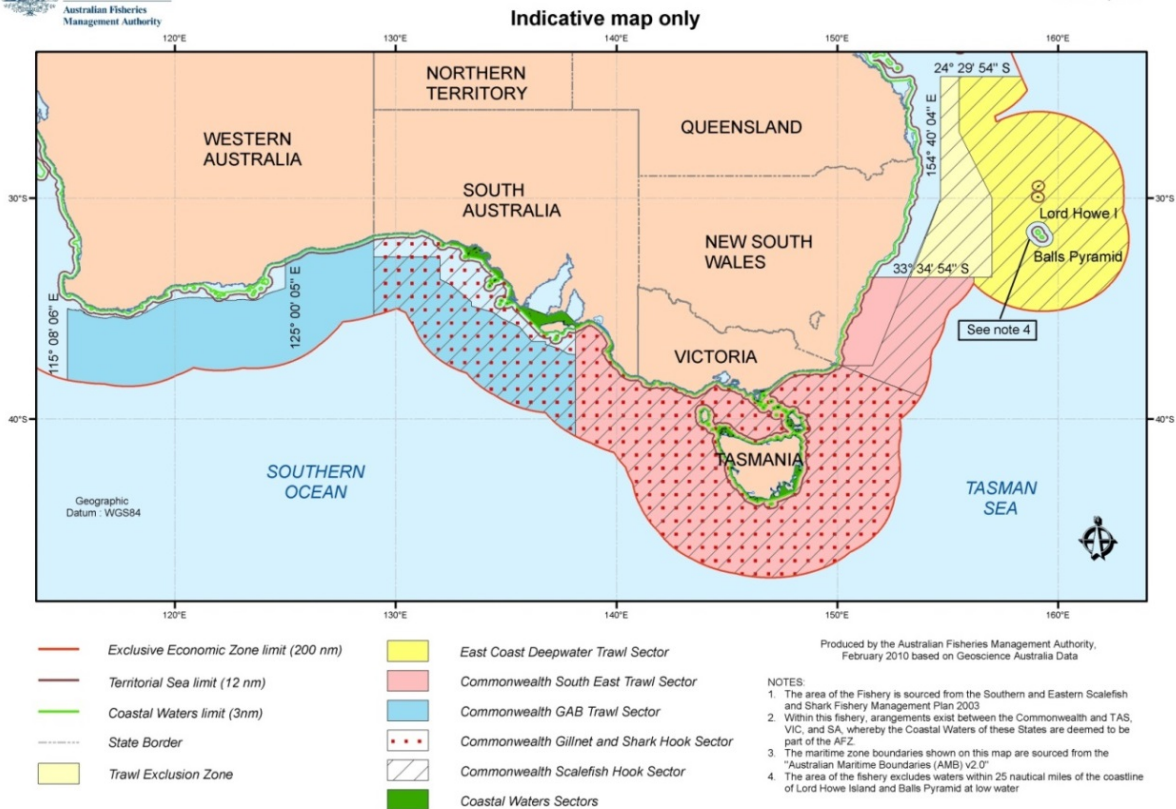 Australian Fisheries
Management Authority
Indicative map only
120°E
130°E
140°E
150°E
160°E
24° 29' 54" S
NORTHERN
TERRITORY
QUEENSLAND
WESTERN
AUSTRALIA
154° 40' 04" E
SOUTH
AUSTRALIA
30°S
30°S
Lord Howe I
NEW SOUTH
WALES
Balls Pyramid
33° 34' 54" S
125° 00' 05" E
115° 08' 06" E
See note 4
VICTORIA
40°S
40°S
TASMANIA
SOUTHERN
OCEAN
TASMAN
SEA
Geographic
Datum : WGS84
120°E
130°E
140°E
150°E
160°E
Exclusive Economic Zone limit (200 nm)
Territorial Sea limit (12 nm)
Coastal Waters limit (3nm)
State Border
Trawl Exclusion Zone
East Coast Deepwater Trawl Sector
Commonwealth South East Trawl Sector
Commonwealth GAB Trawl Sector
Commonwealth Gillnet and Shark Hook Sector
Commonwealth Scalefish Hook Sector
Coastal Waters Sectors
Produced by the Australian Fisheries Management Authority,
February 2010 based on Geoscience Australia Data
NOTES:
1. The area of the Fishery is sourced from the Southern and Eastern Scalefish
and Shark Fishery Management Plan 2003
2. Within this fishery, arangements exist between the Commonwealth and TAS,
VIC, and SA, whereby the Coastal Waters of these States are deemed to be
part of the AFZ.
3. The maritime zone boundaries shown on this map are sourced from the
"Australian Maritime Boundaries (AMB) v2.0"
4. The area of the fishery excludes waters within 25 nautical miles of the coastline
of Lord Howe Island and Balls Pyramid at low water